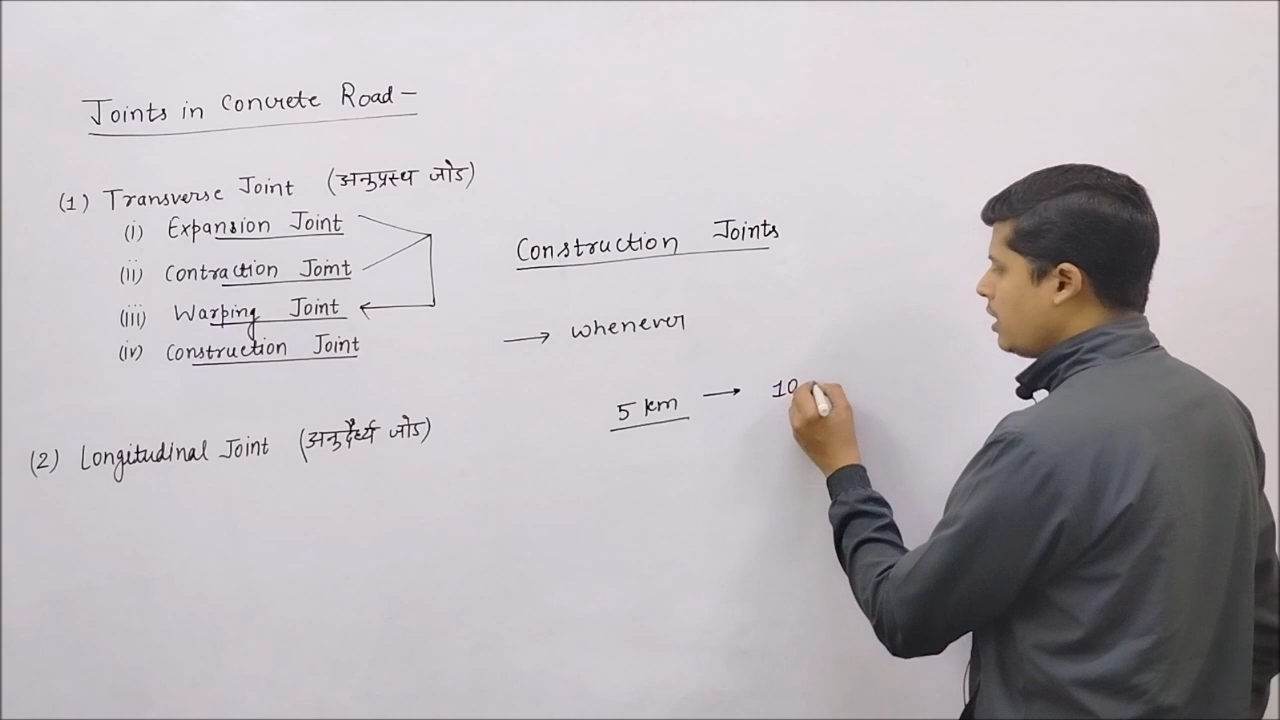 Joints in Concrete Road –
(1) Transverse Joint (अनुप्रस्थ जोड)
(i) Expansion Joint
(ii) Contraction Joint
(iii) Warping Joint
(iv) Construction Joint
(2) Longitudinal Joint (अनुदैर्ध्य जोड)
Construction Joints
→ whenever
5 km → 10